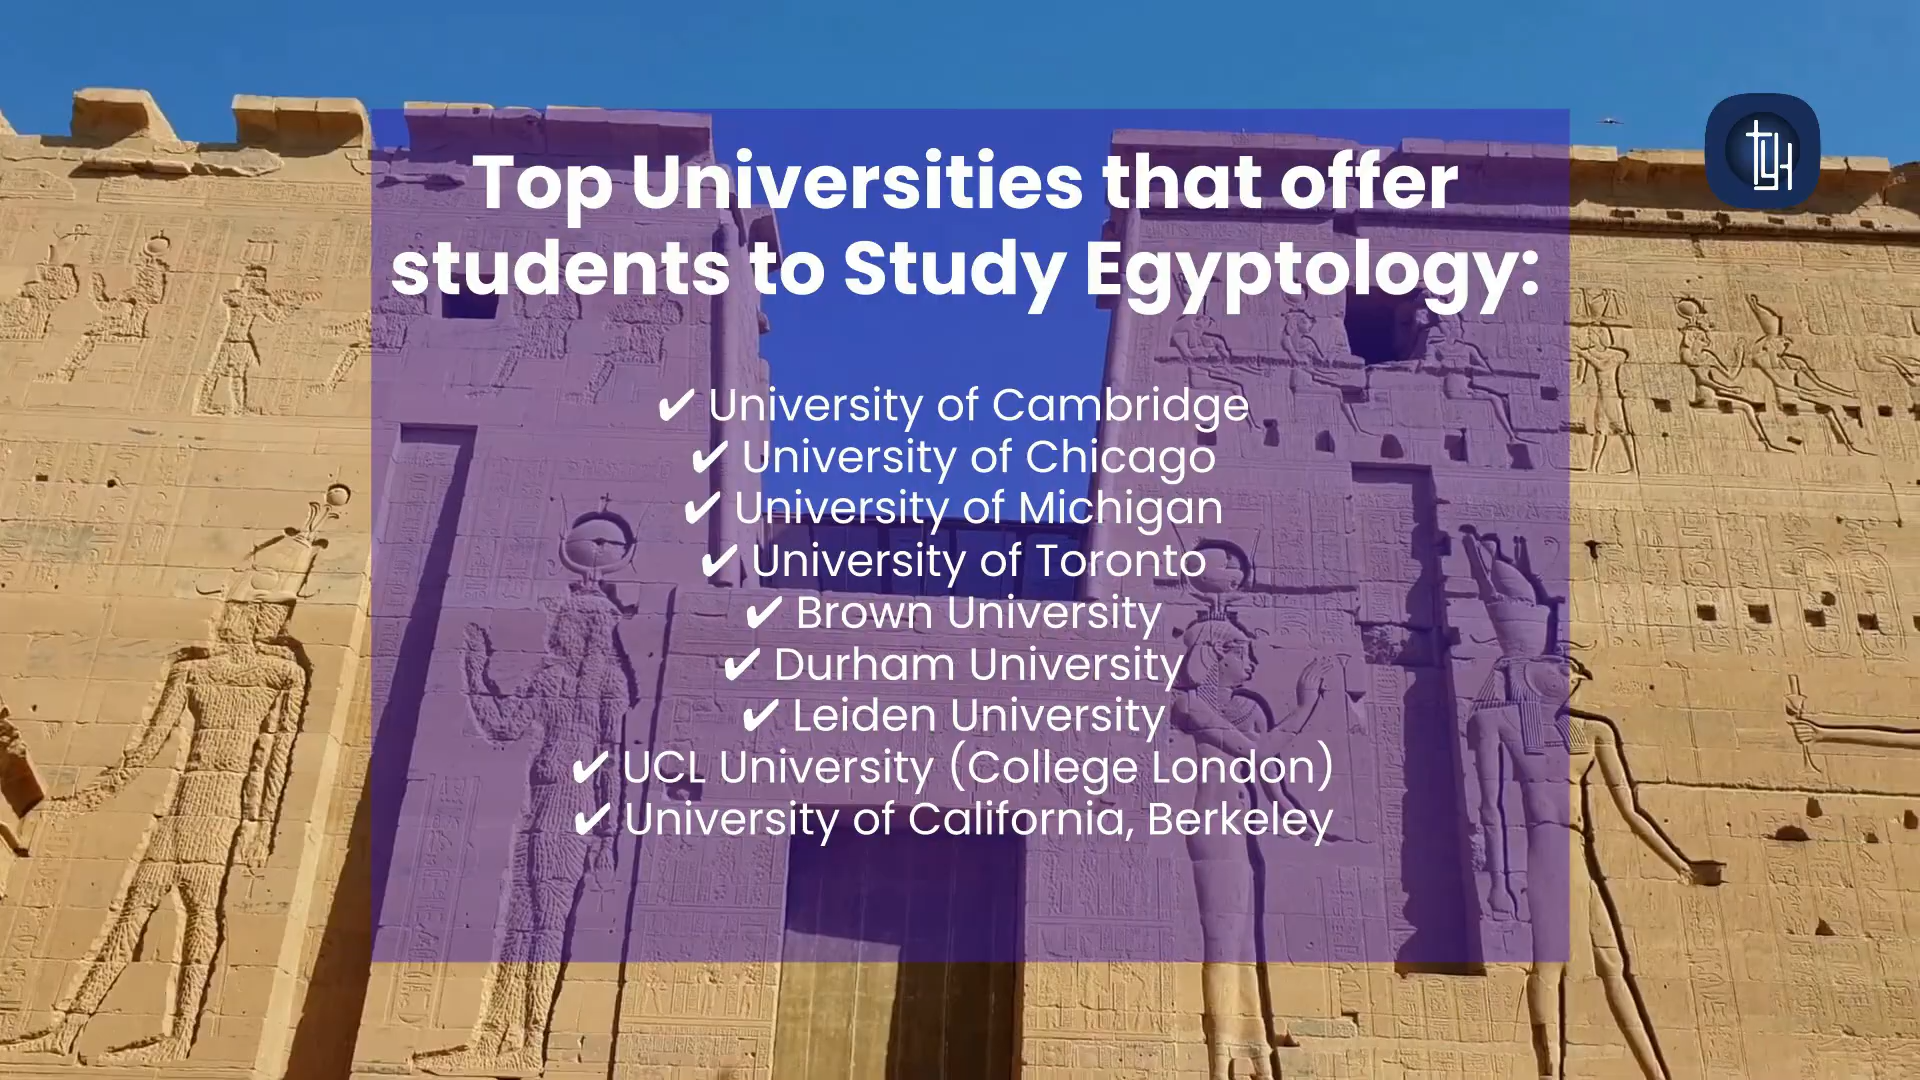 Top Universities that offer
students to Study Egyptology:
✔ University of Cambridge
✔ University of Chicago
✔ University of Michigan
✔ University of Toronto
✔ Brown University
✔ Durham University
✔ Leiden University
✔ UCL University (College London)
✔ University of California, Berkeley
tyh